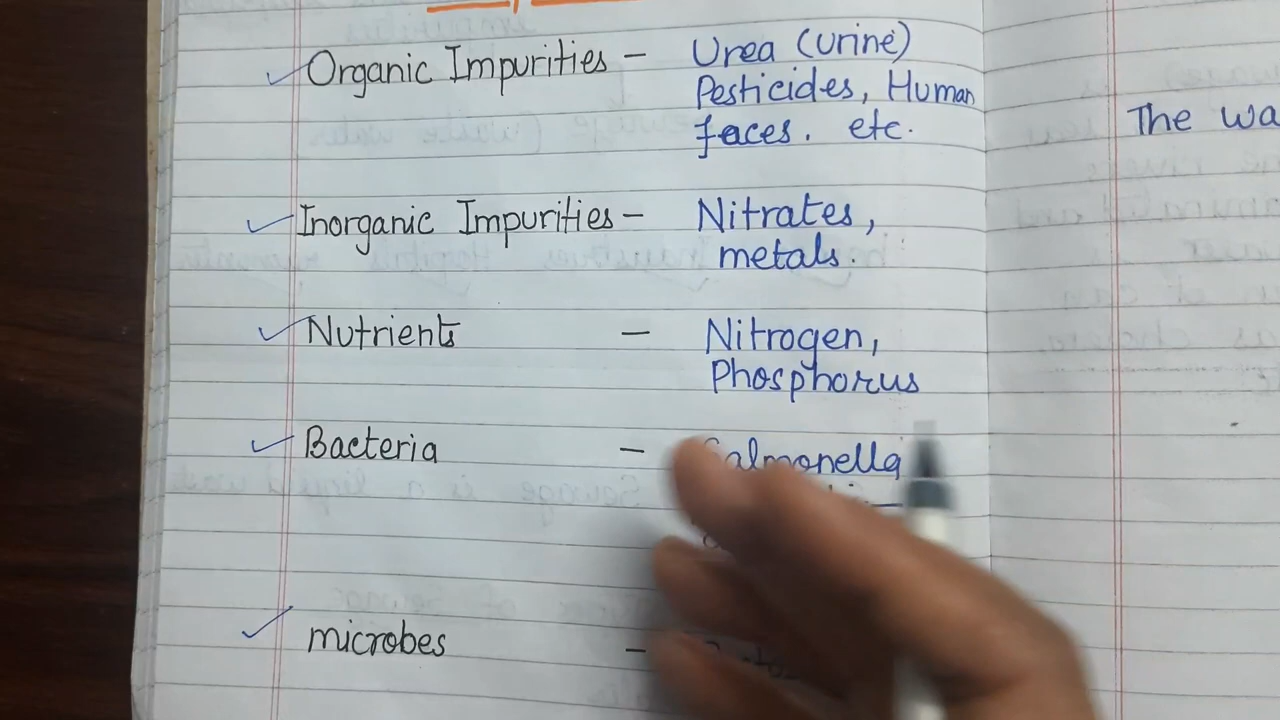 Organic Impurities - Urea (urine)
Pesticides, Human
faces. etc.
Inorganic Impurities - Nitrates,
metals.
Nutrients - Nitrogen,
Phosphorus
Bacteria - Salmonella
microbes -
The wa